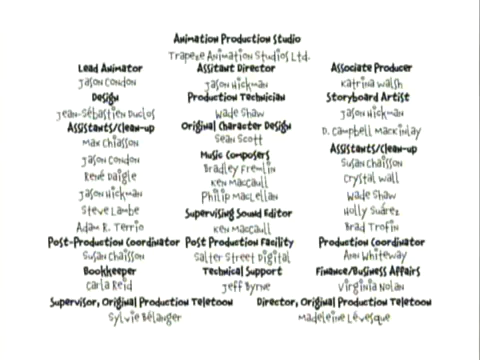 Animation Production Studio
Trapeze Animation Studios Ltd.
Lead Animator
Jason Condon
Design
Jean-Sébastien Duclos
Assistants/Clean-up
Max Chiasson
Jason Condon
René Daigle
Jason Hickman
Steve Lambe
Adam R. Terrio
Post-Production Coordinator
Susan Chaisson
Bookkeeper
Carla Reid
Assitant Director
Jason Hickman
Production Technician
Wade Shaw
Original Character Design
Sean Scott
Music Composers
Bradley Fremlin
Ken MacCaull
Philip MacLellan
Supervising Sound Editor
Ken MacCaull
Post Production Facility
Salter Street Digital
Technical Support
Jeff Byrne
Associate Producer
Katrina Walsh
Storyboard Artist
Jason Hickman
D. Campbell MacKinlay
Assistants/Clean-up
Susan Chaisson
Crystal Wall
Wade Shaw
Holly Suárez
Brad Trofin
Production Coordinator
Ann Whiteway
Finance/Business Affairs
Virginia Nolan
Supervisor, Original Production Teletoon
Sylvie Bélanger
Director, Original Production Teletoon
Madeleine Lévesque